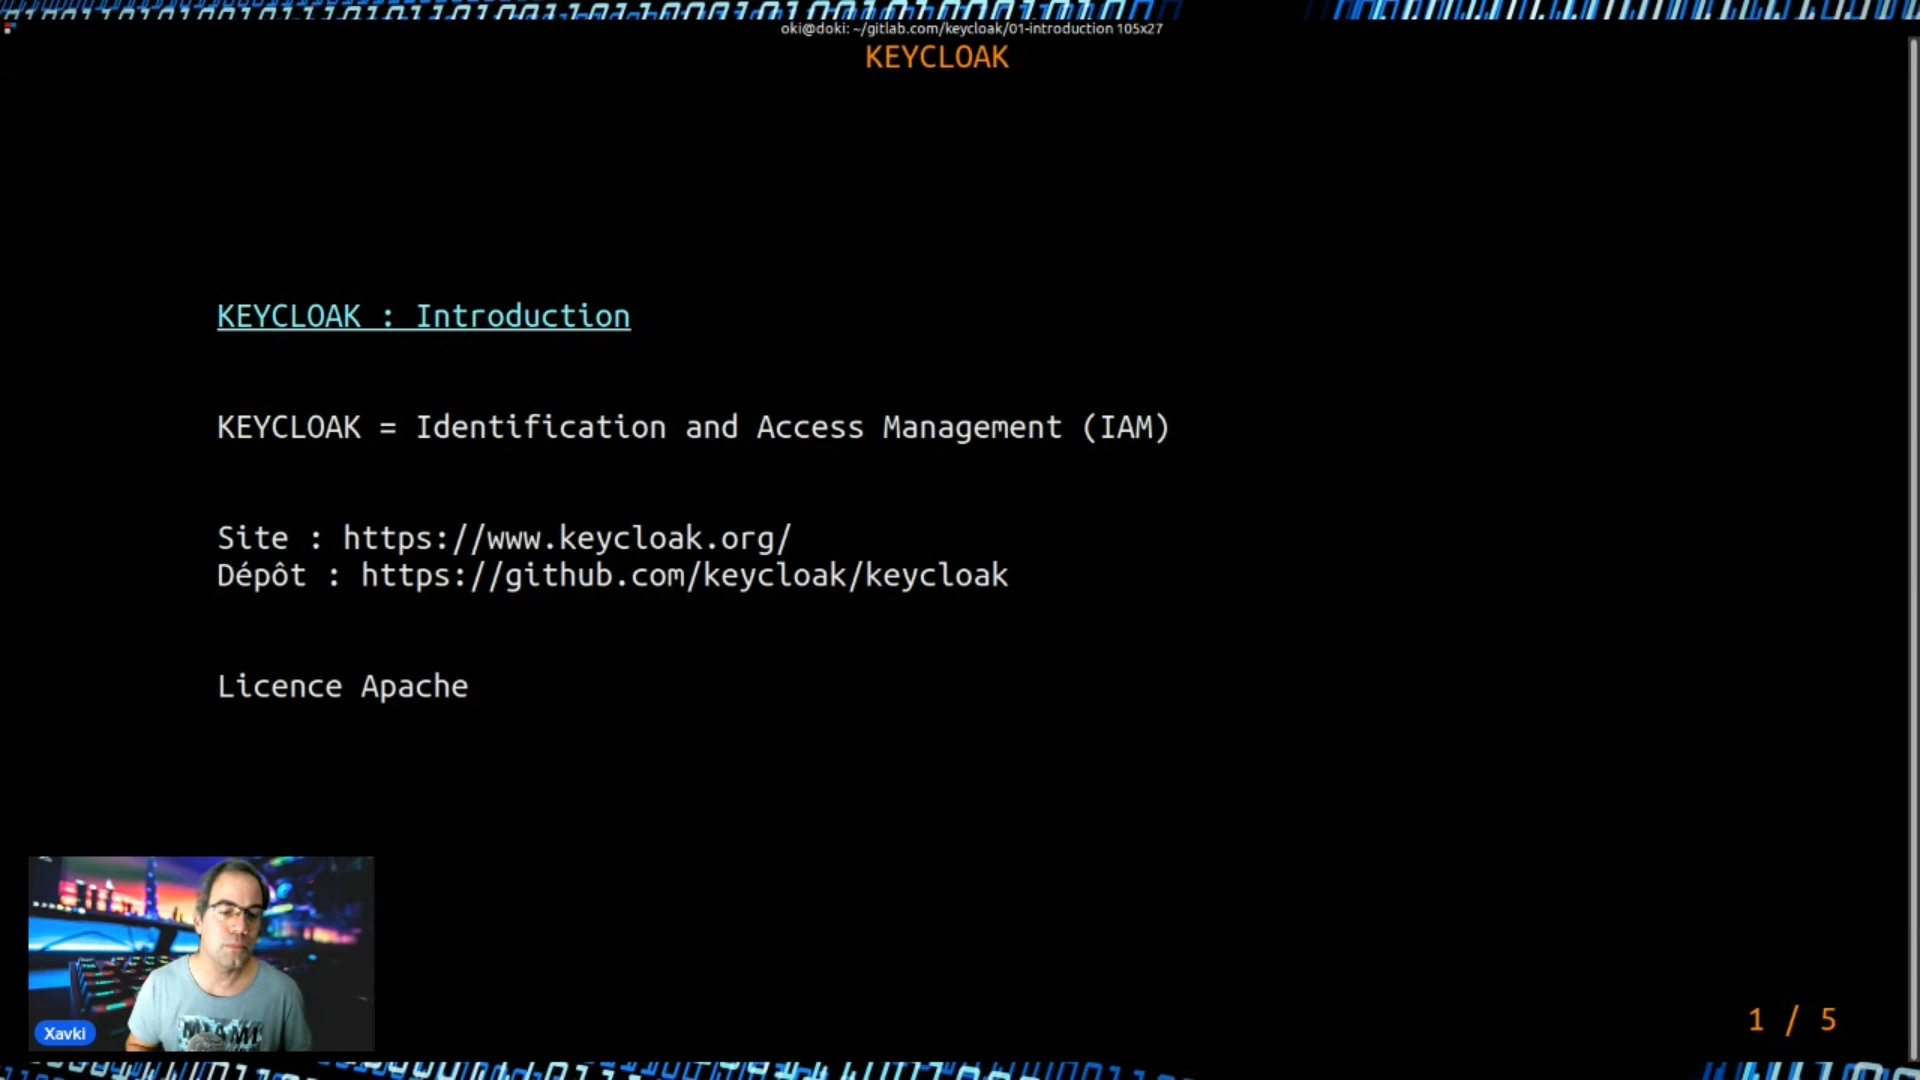 oki@doki: ~/gitlab.com/keycloak/01-introduction 105x27
KEYCLOAK
KEYCLOAK : Introduction
KEYCLOAK = Identification and Access Management (IAM)
Site : https://www.keycloak.org/
Dépôt : https://github.com/keycloak/keycloak
Licence Apache
MIAMI
Xavki
1 / 5